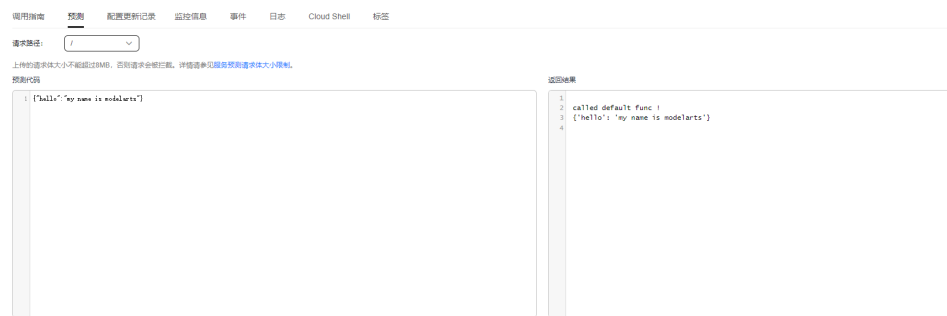 调用指南 预测 配置更新记录 监控信息 事件 日志 Cloud Shell 标签
请求路径： /
上传的请求体大小不能超过8MB，否则请求会被拦截。详情请参见服务预测请求体大小限制。
预测代码 返回结果
1 {"hello":"my name is modelarts"}
1
2 called default func !
3 {'hello': 'my name is modelarts'}
4